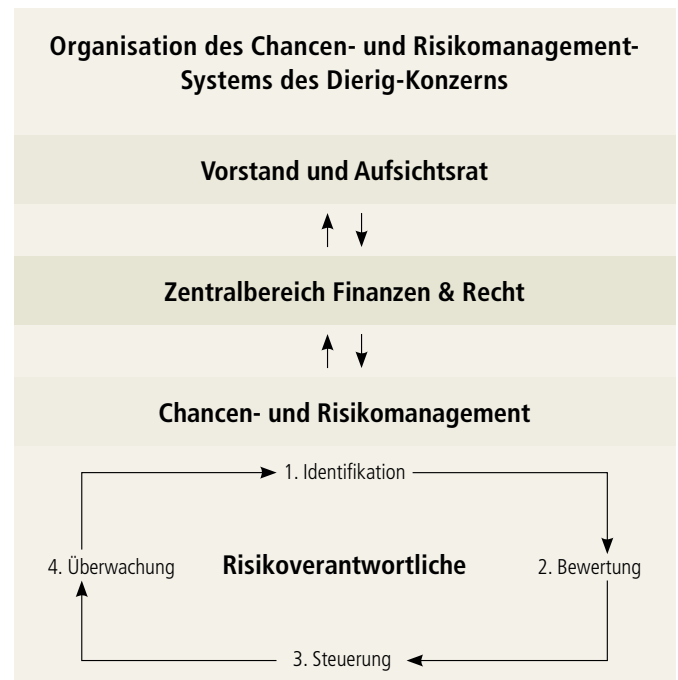 Organisation des Chancen- und Risikomanagement-
Systems des Dierig-Konzerns
Vorstand und Aufsichtsrat
Zentralbereich Finanzen & Recht
Chancen- und Risikomanagement
1. Identifikation
4. Überwachung
Risikoverantwortliche
2. Bewertung
3. Steuerung